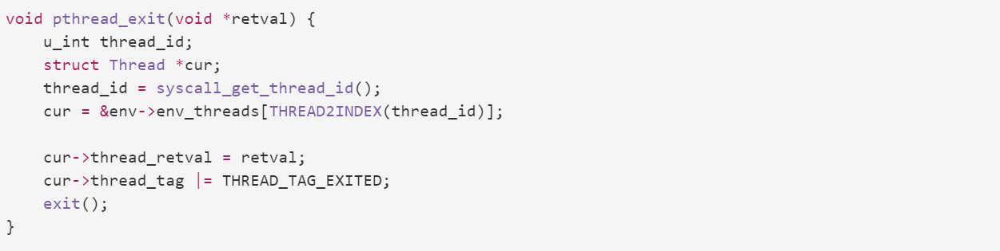 void pthread_exit(void *retval) {
    u_int thread_id;
    struct Thread *cur;
    thread_id = syscall_get_thread_id();
    cur = &env->env_threads[THREAD2INDEX(thread_id)];

    cur->thread_retval = retval;
    cur->thread_tag |= THREAD_TAG_EXITED;
    exit();
}